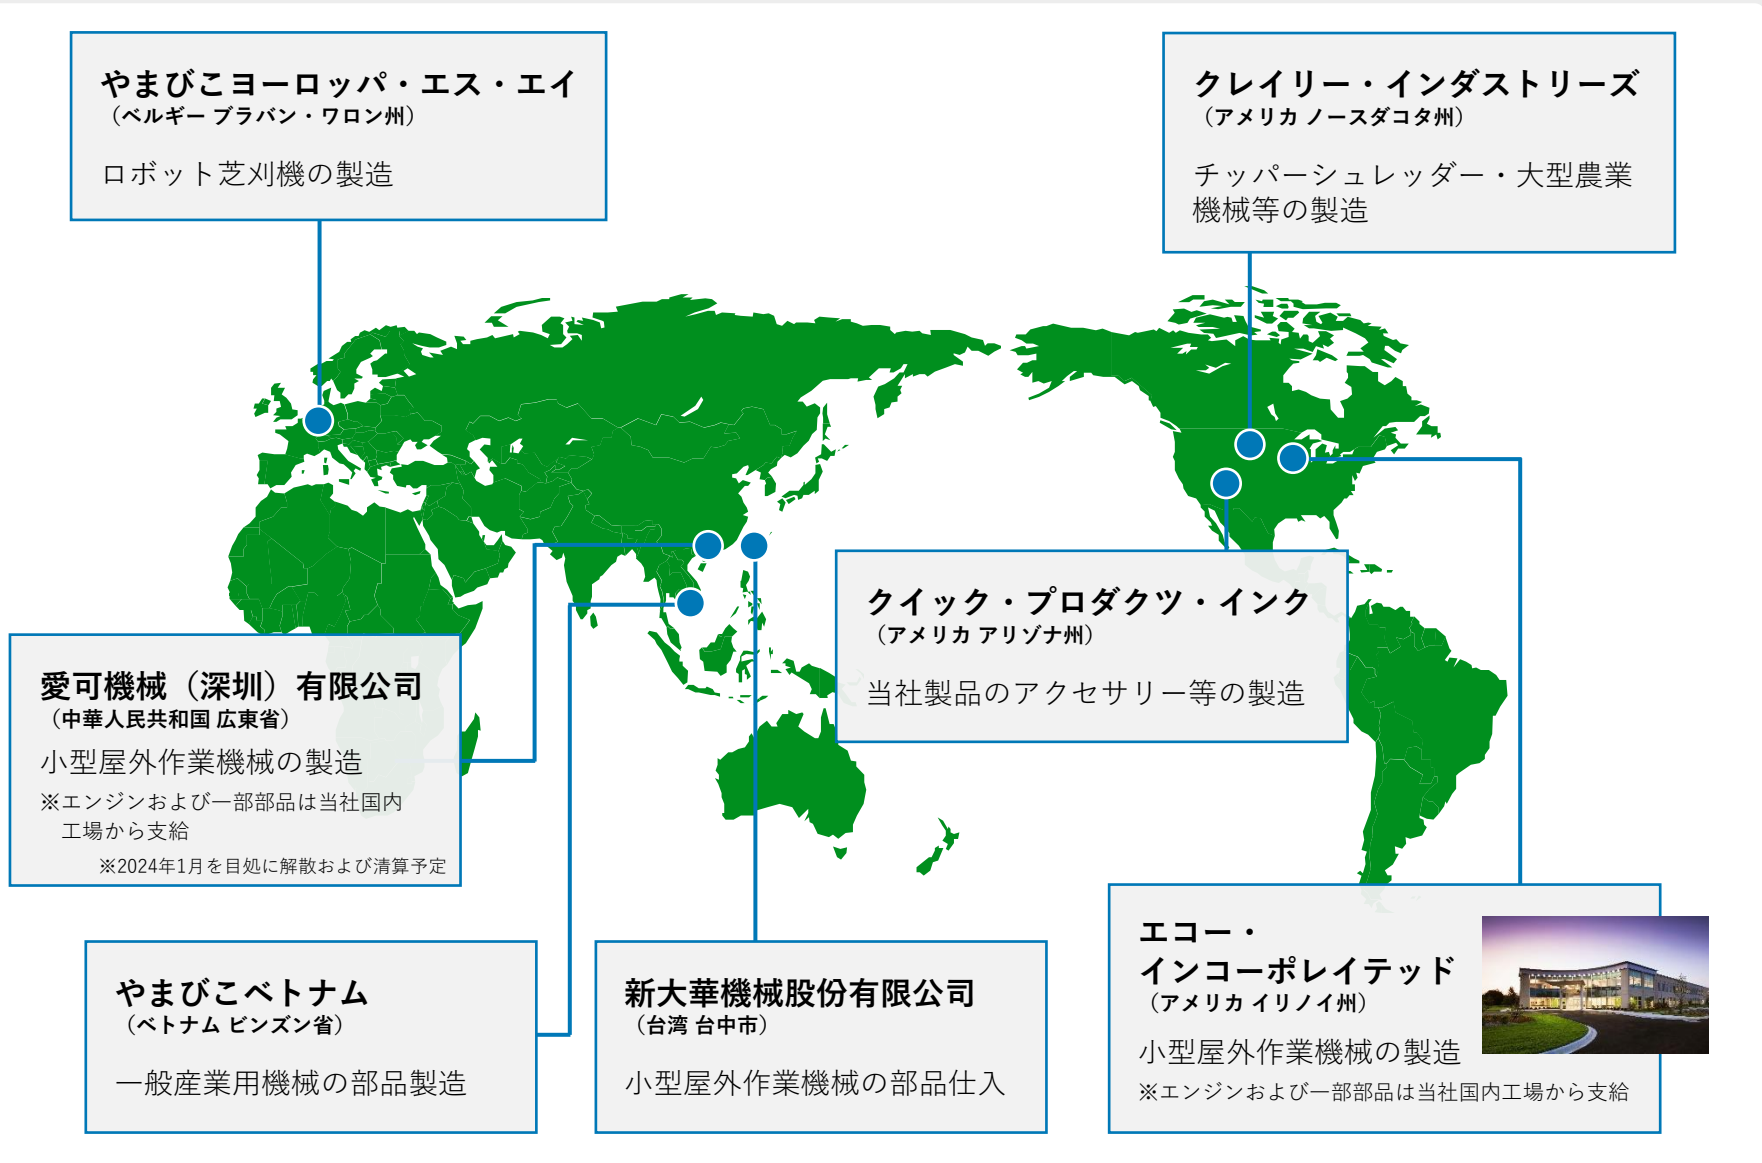 やまびこヨーロッパ・エス・エイ
（ベルギー ブラバン・ワロン州）
ロボット芝刈機の製造
クレイリー・インダストリーズ
（アメリカ ノースダコタ州）
チッパーシュレッダー・大型農業
機械等の製造
クイック・プロダクツ・インク
（アメリカ アリゾナ州）
当社製品のアクセサリー等の製造
愛可機械（深圳）有限公司
（中華人民共和国 広東省）
小型屋外作業機械の製造
※エンジンおよび一部部品は当社国内
工場から支給
※2024年1月を目処に解散および清算予定
やまびこベトナム
（ベトナム ビンズン省）
一般産業用機械の部品製造
新大華機械股份有限公司
（台湾 台中市）
小型屋外作業機械の部品仕入
エコー・
インコーポレイテッド
（アメリカ イリノイ州）
小型屋外作業機械の製造
※エンジンおよび一部部品は当社国内工場から支給